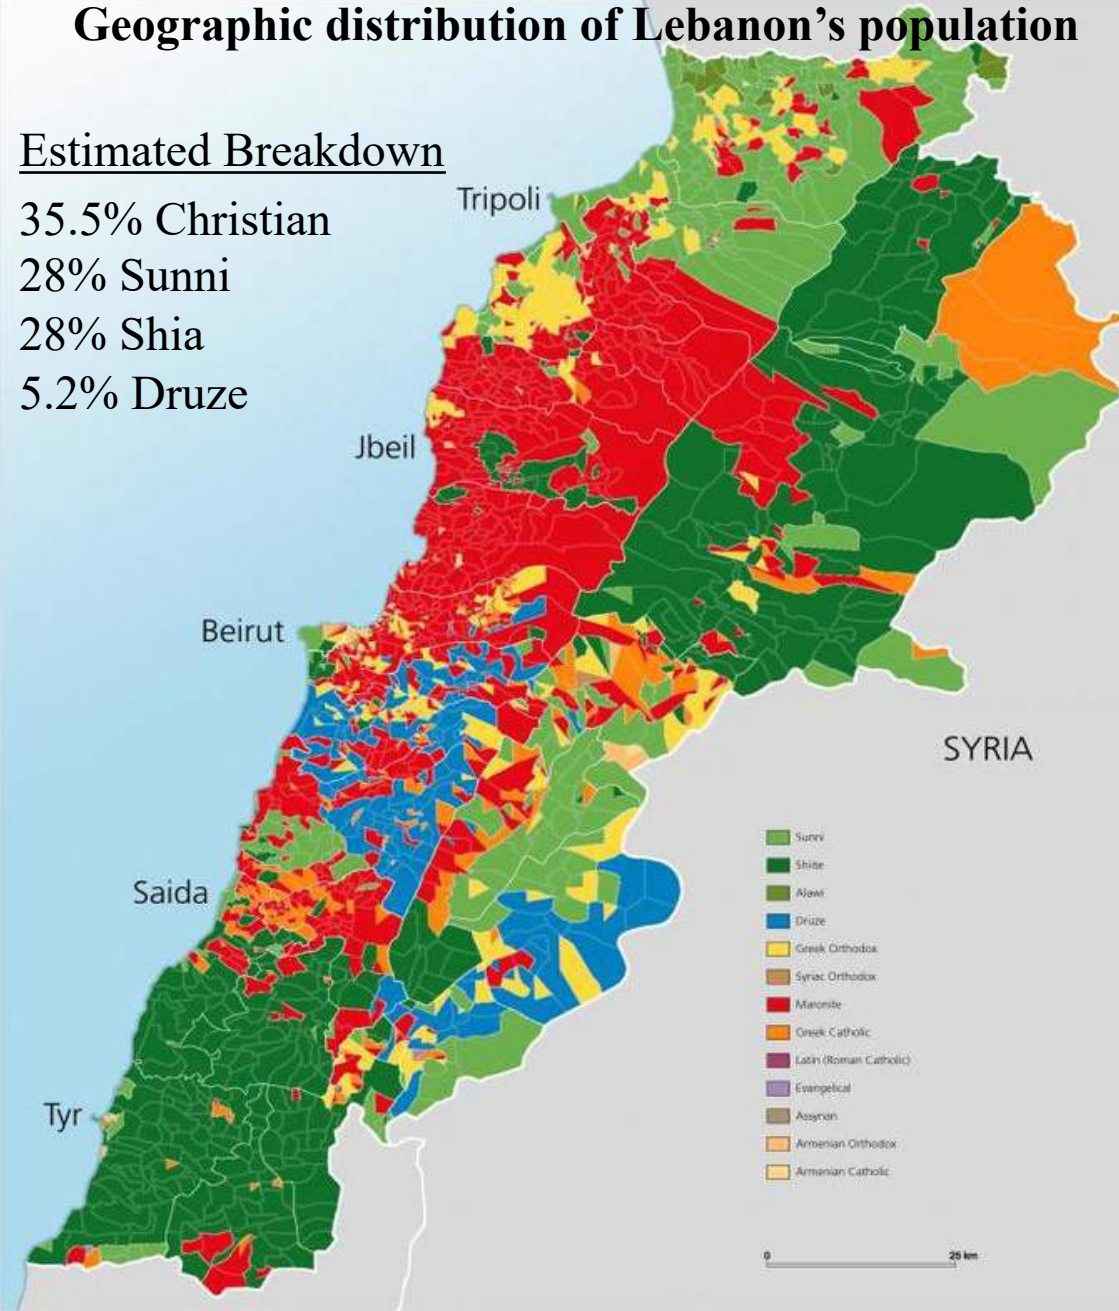 Geographic distribution of Lebanon’s population
Estimated Breakdown
35.5% Christian
28% Sunni
28% Shia
5.2% Druze
Tripoli
Jbeil
Beirut
SYRIA
Saida
Tyr
Sunni
Shiite
Alawi
Druze
Greek Orthodox
Syriac Orthodox
Maronite
Greek Catholic
Latin (Roman Catholic)
Evangelical
Assyrian
Armenian Orthodox
Armenian Catholic
0 25 km